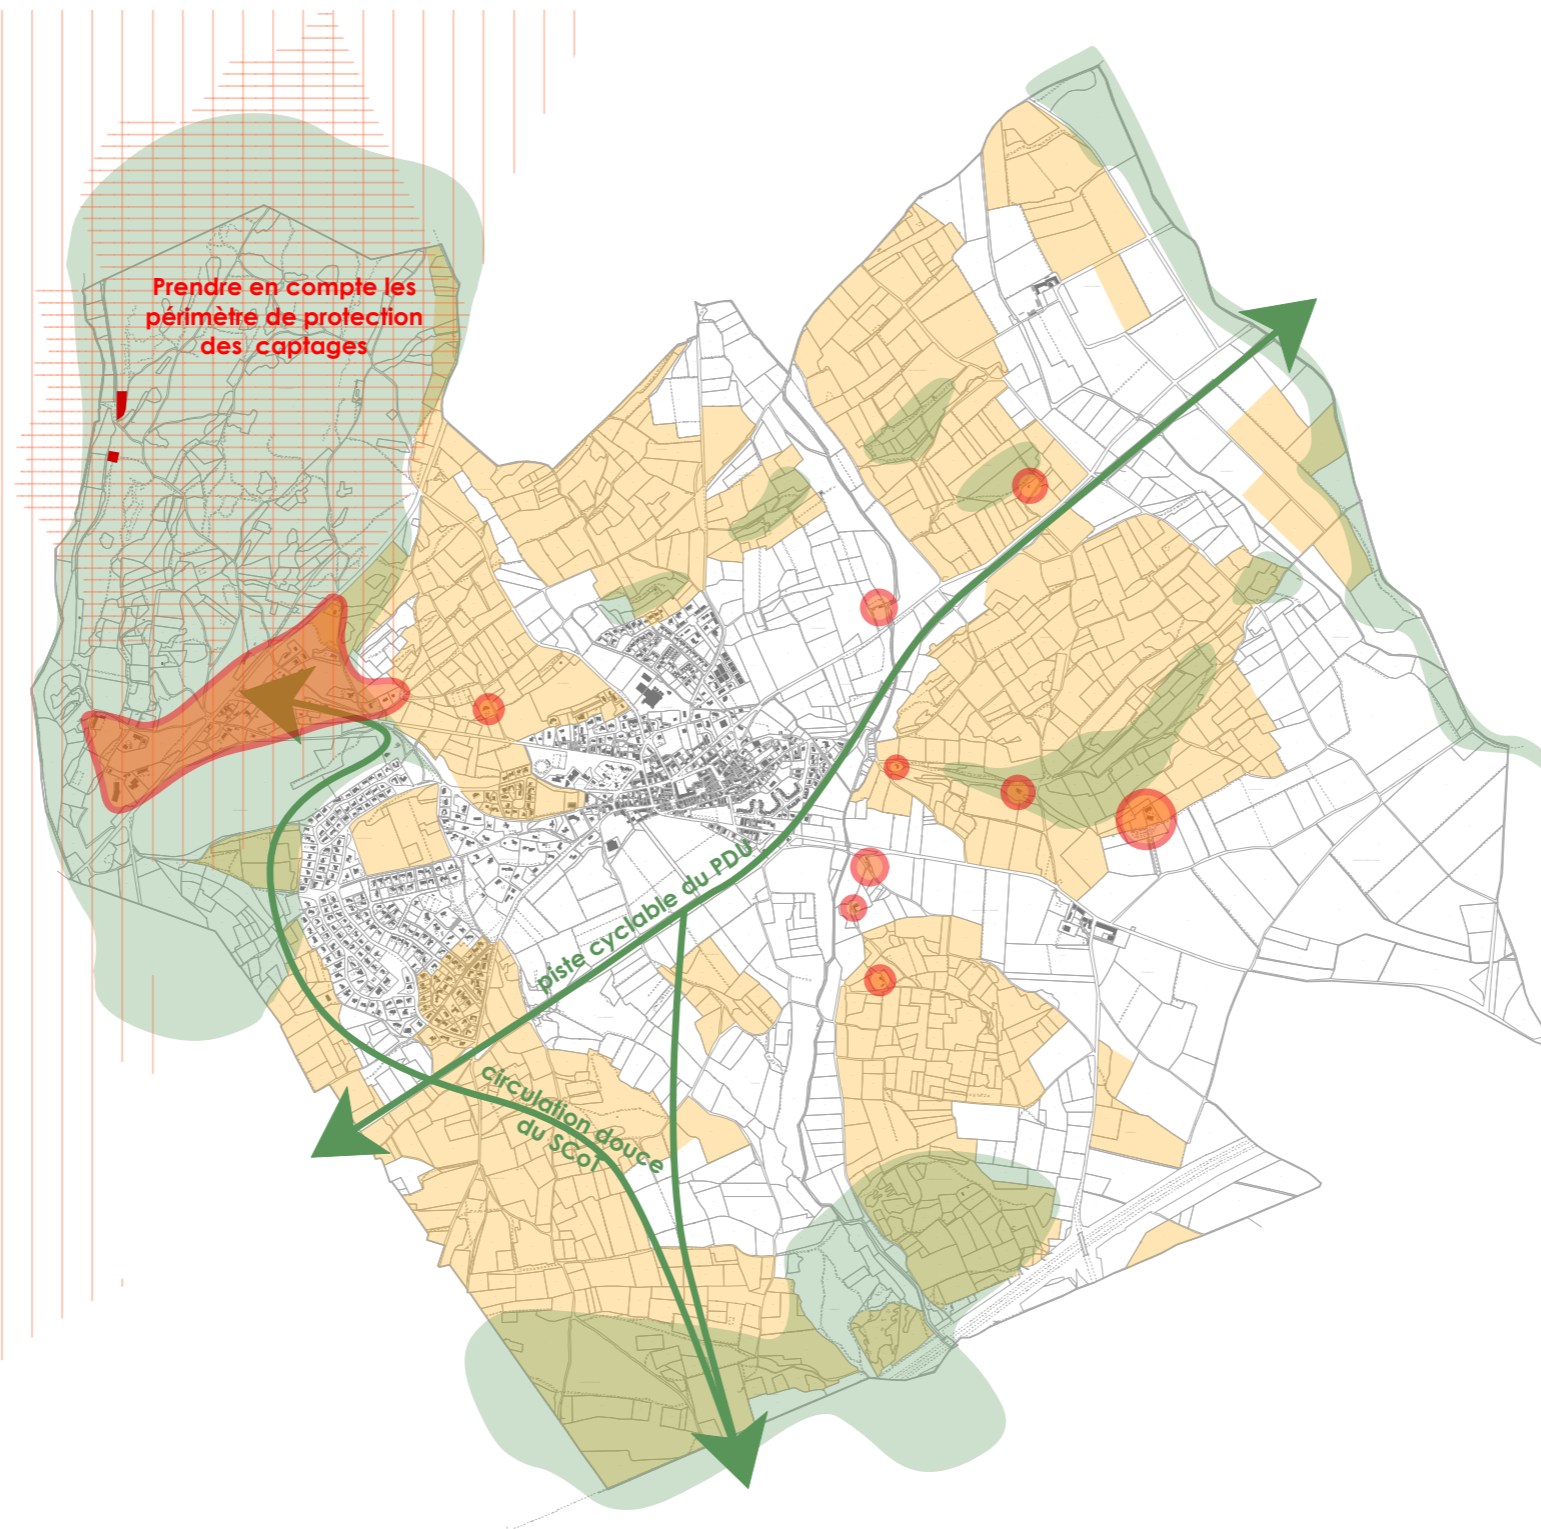 Prendre en compte les
périmètre de protection
des captages
piste cyclable du PDU
circulation douce
du SCoT